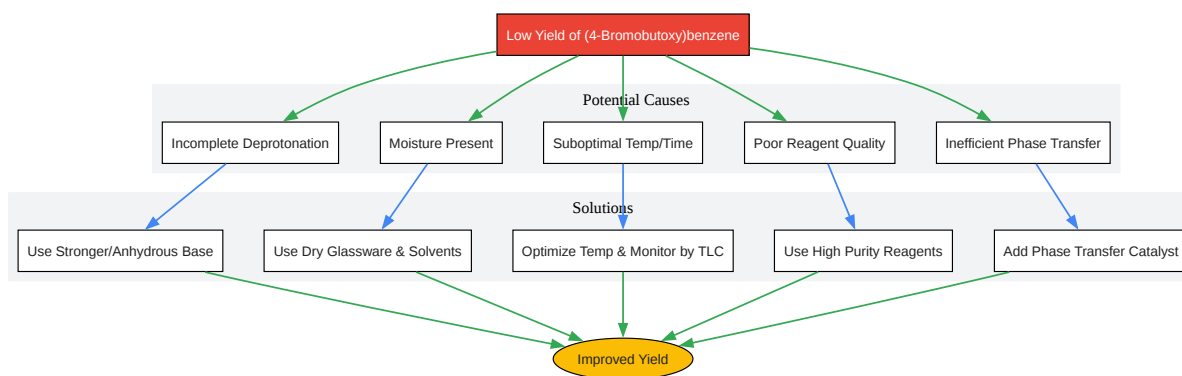 Low Yield of (4-Bromobutoxy)benzene
Potential Causes
Incomplete Deprotonation
Moisture Present
Suboptimal Temp/Time
Poor Reagent Quality
Inefficient Phase Transfer
Solutions
Use Stronger/Anhydrous Base
Use Dry Glassware & Solvents
Optimize Temp & Monitor by TLC
Use High Purity Reagents
Add Phase Transfer Catalyst
Improved Yield